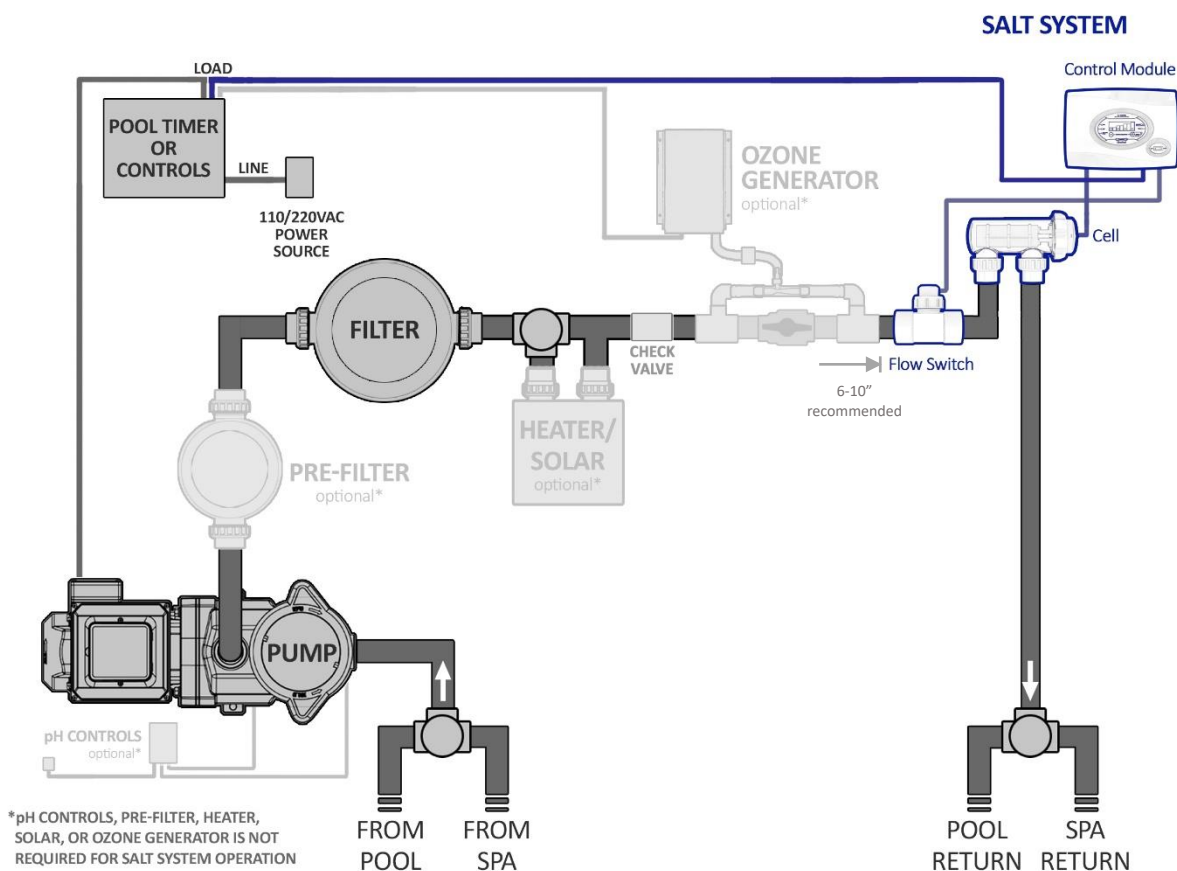 SALT SYSTEM
Control Module
LOAD
POOL TIMER
OR
CONTROLS
LINE
110/220VAC
POWER
SOURCE
OZONE
GENERATOR
optional*
Cell
FILTER
CHECK
VALVE
Flow Switch
6-10”
recommended
HEATER/
SOLAR
optional*
PRE-FILTER
optional*
PUMP
pH CONTROLS
optional*
*pH CONTROLS, PRE-FILTER, HEATER,
SOLAR, OR OZONE GENERATOR IS NOT
REQUIRED FOR SALT SYSTEM OPERATION
FROM
POOL
FROM
SPA
POOL
RETURN
SPA
RETURN